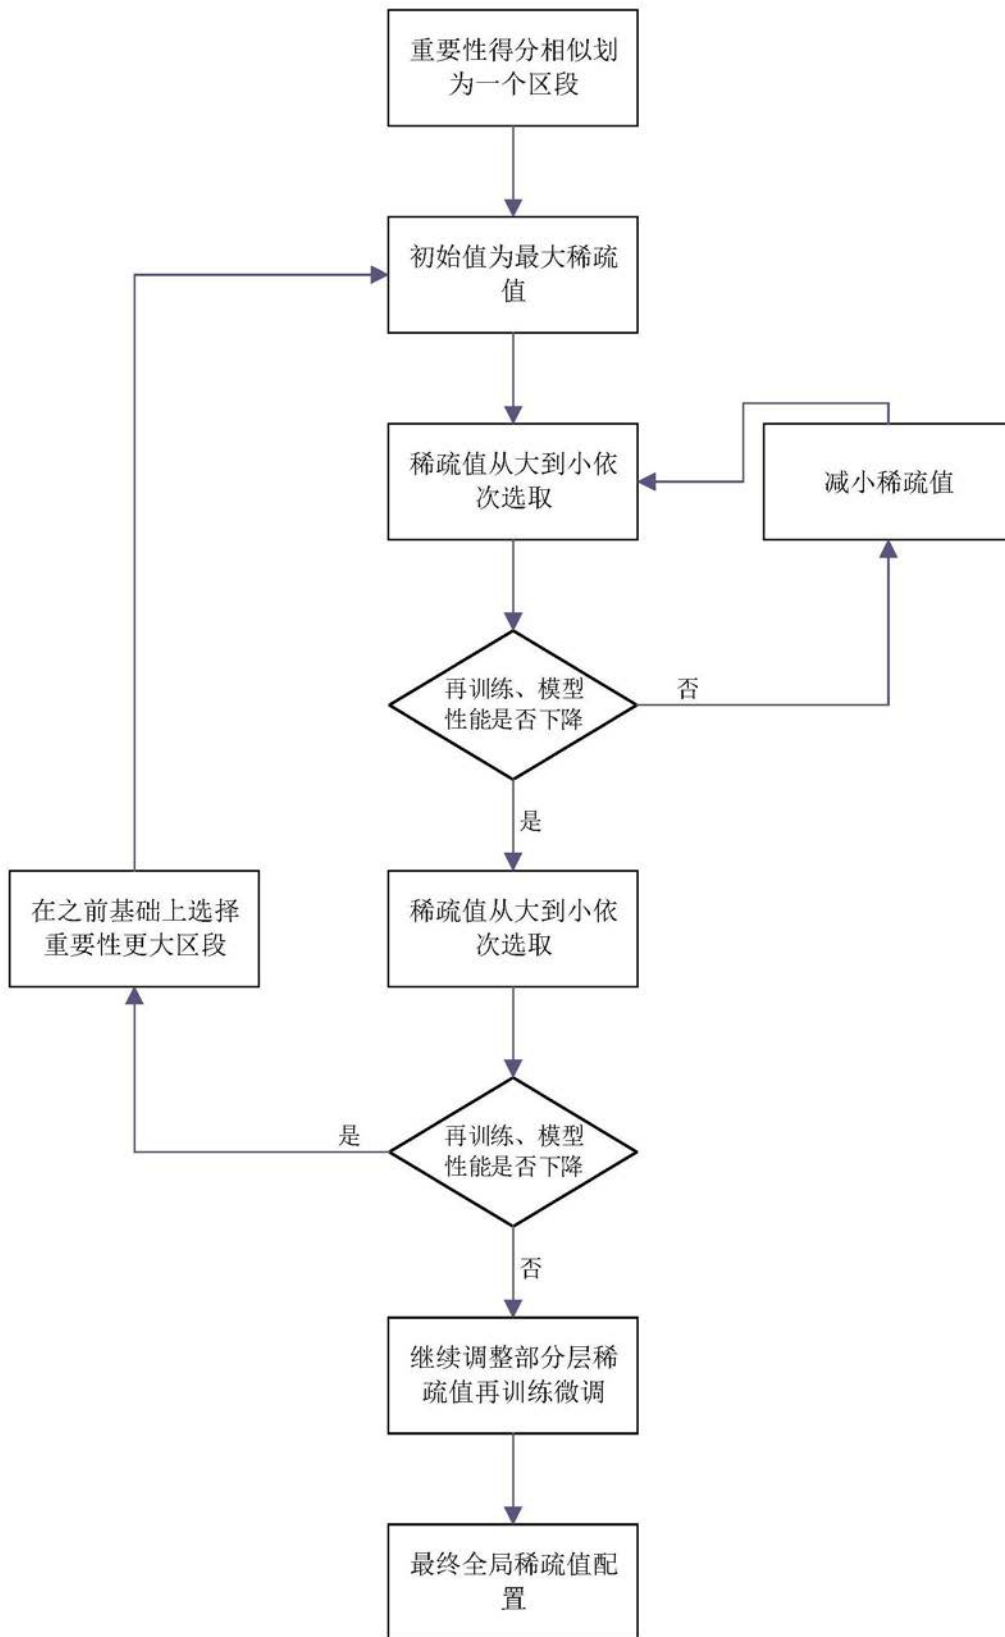 重要性得分相似划
为一个区段
初始值为最大稀疏
值
稀疏值从大到小依
次选取
减小稀疏值
再训练、模型
性能是否下降
否
是
在之前基础上选择
重要性更大区段
稀疏值从大到小依
次选取
再训练、模型
性能是否下降
是
否
继续调整部分层稀
疏值再训练微调
最终全局稀疏值配
置